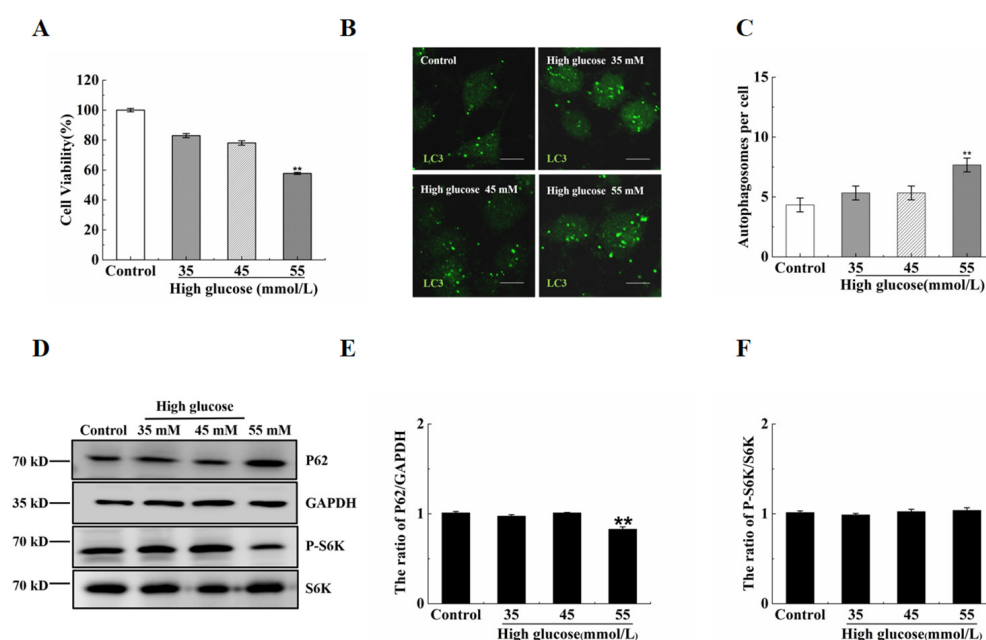 A
Cell Viability(%)
120
100
80
60
40
20
0
**
Control
35
45
55
High glucose (mmol/L)
B
Control
LC3
High glucose 35 mM
LC3
High glucose 45 mM
LC3
High glucose 55 mM
LC3
C
Autophagosomes per cell
15
10
5
0
**
Control
35
45
55
High glucose(mmol/L)
D
High glucose
Control 35 mM 45 mM 55 mM
70 kD
P62
35 kD
GAPDH
70 kD
P-S6K
70 kD
S6K
E
The ratio of P62/GAPDH
2
1
0
**
Control
35
45
55
High glucose(mmol/L)
F
The ratio of P-S6K/S6K
2
1
0
Control
35
45
55
High glucose(mmol/L)